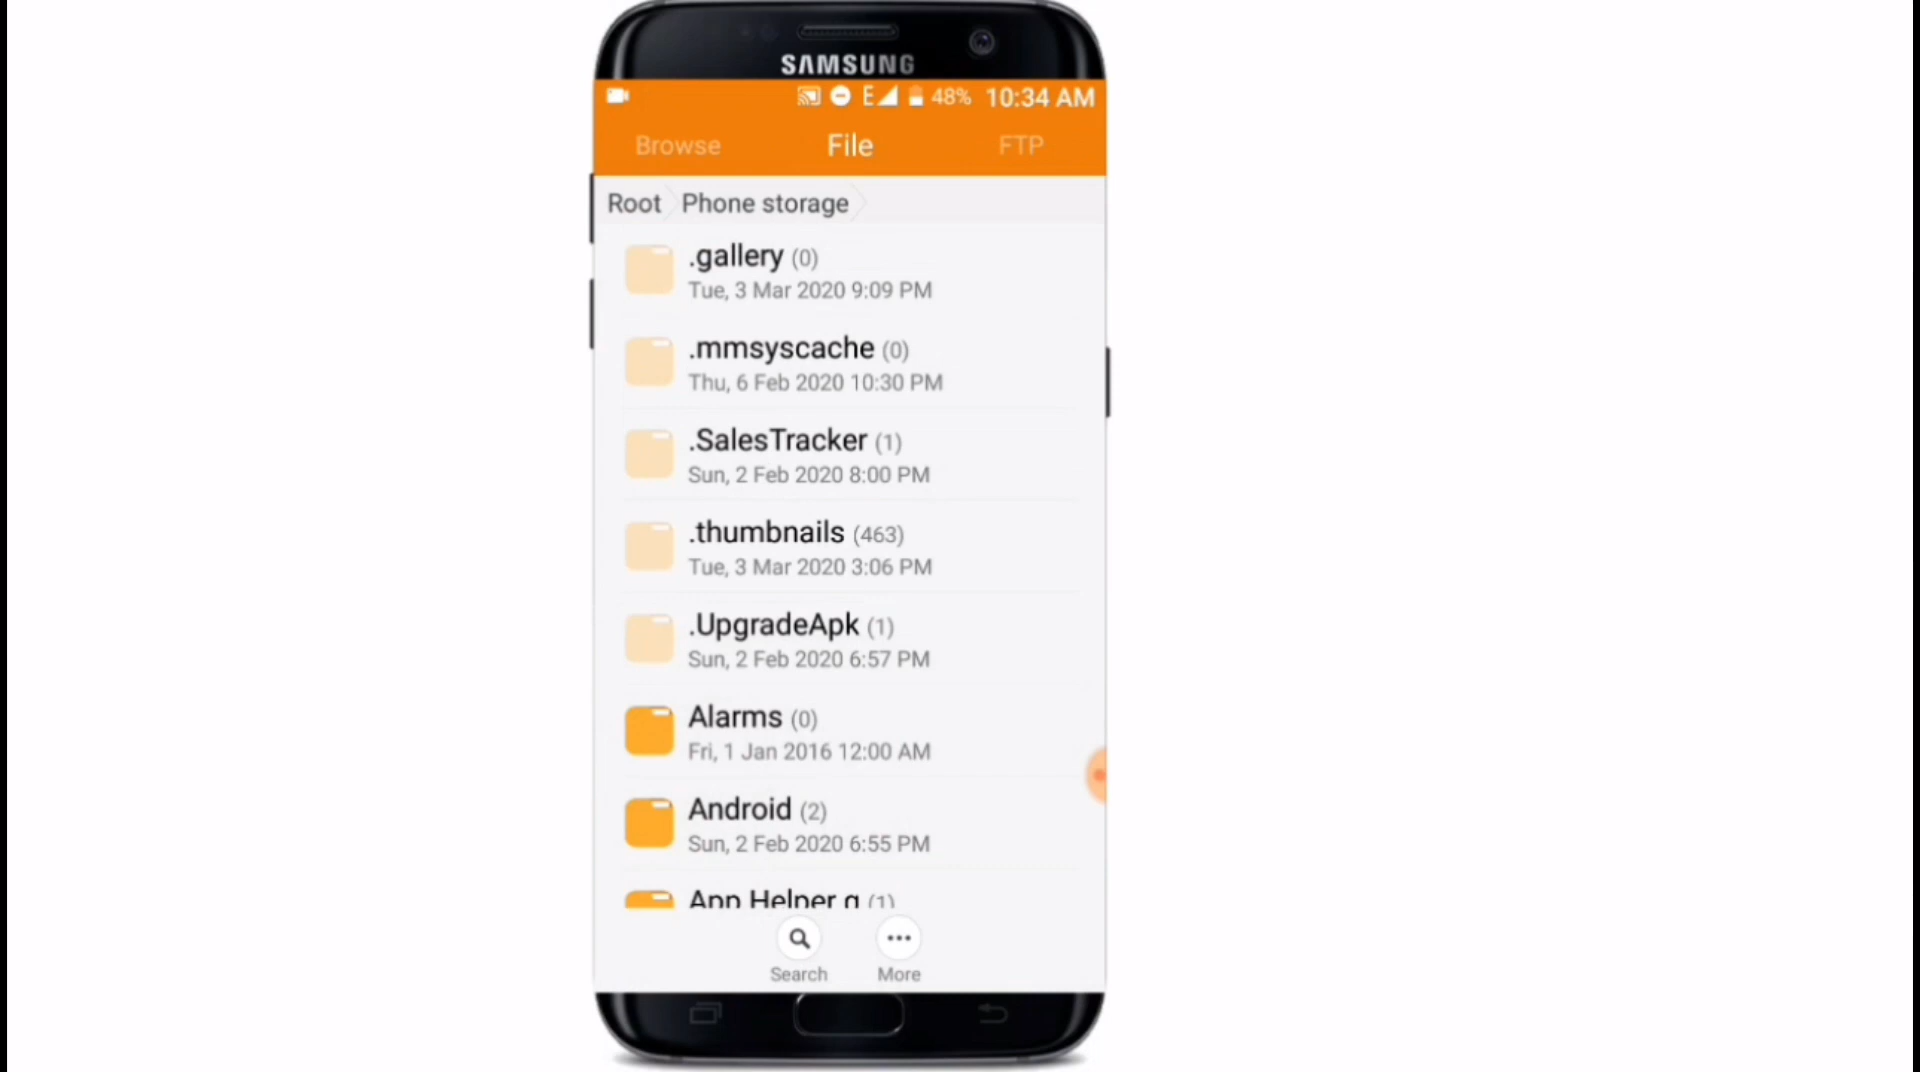 SAMSUNG
E 48% 10:34 AM
Browse File FTP
Root Phone storage
.gallery (0)
Tue, 3 Mar 2020 9:09 PM
.mmsyscache (0)
Thu, 6 Feb 2020 10:30 PM
.SalesTracker (1)
Sun, 2 Feb 2020 8:00 PM
.thumbnails (463)
Tue, 3 Mar 2020 3:06 PM
.UpgradeApk (1)
Sun, 2 Feb 2020 6:57 PM
Alarms (0)
Fri, 1 Jan 2016 12:00 AM
Android (2)
Sun, 2 Feb 2020 6:55 PM
App Helper (1)
Search More